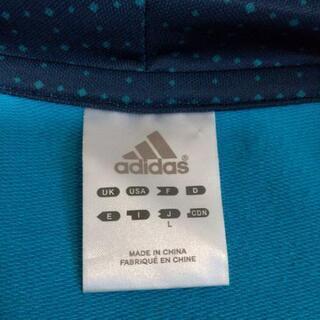 adidas®
UK USA F D
E I J CDN
L
MADE IN CHINA
FABRIQUÉ EN CHINE